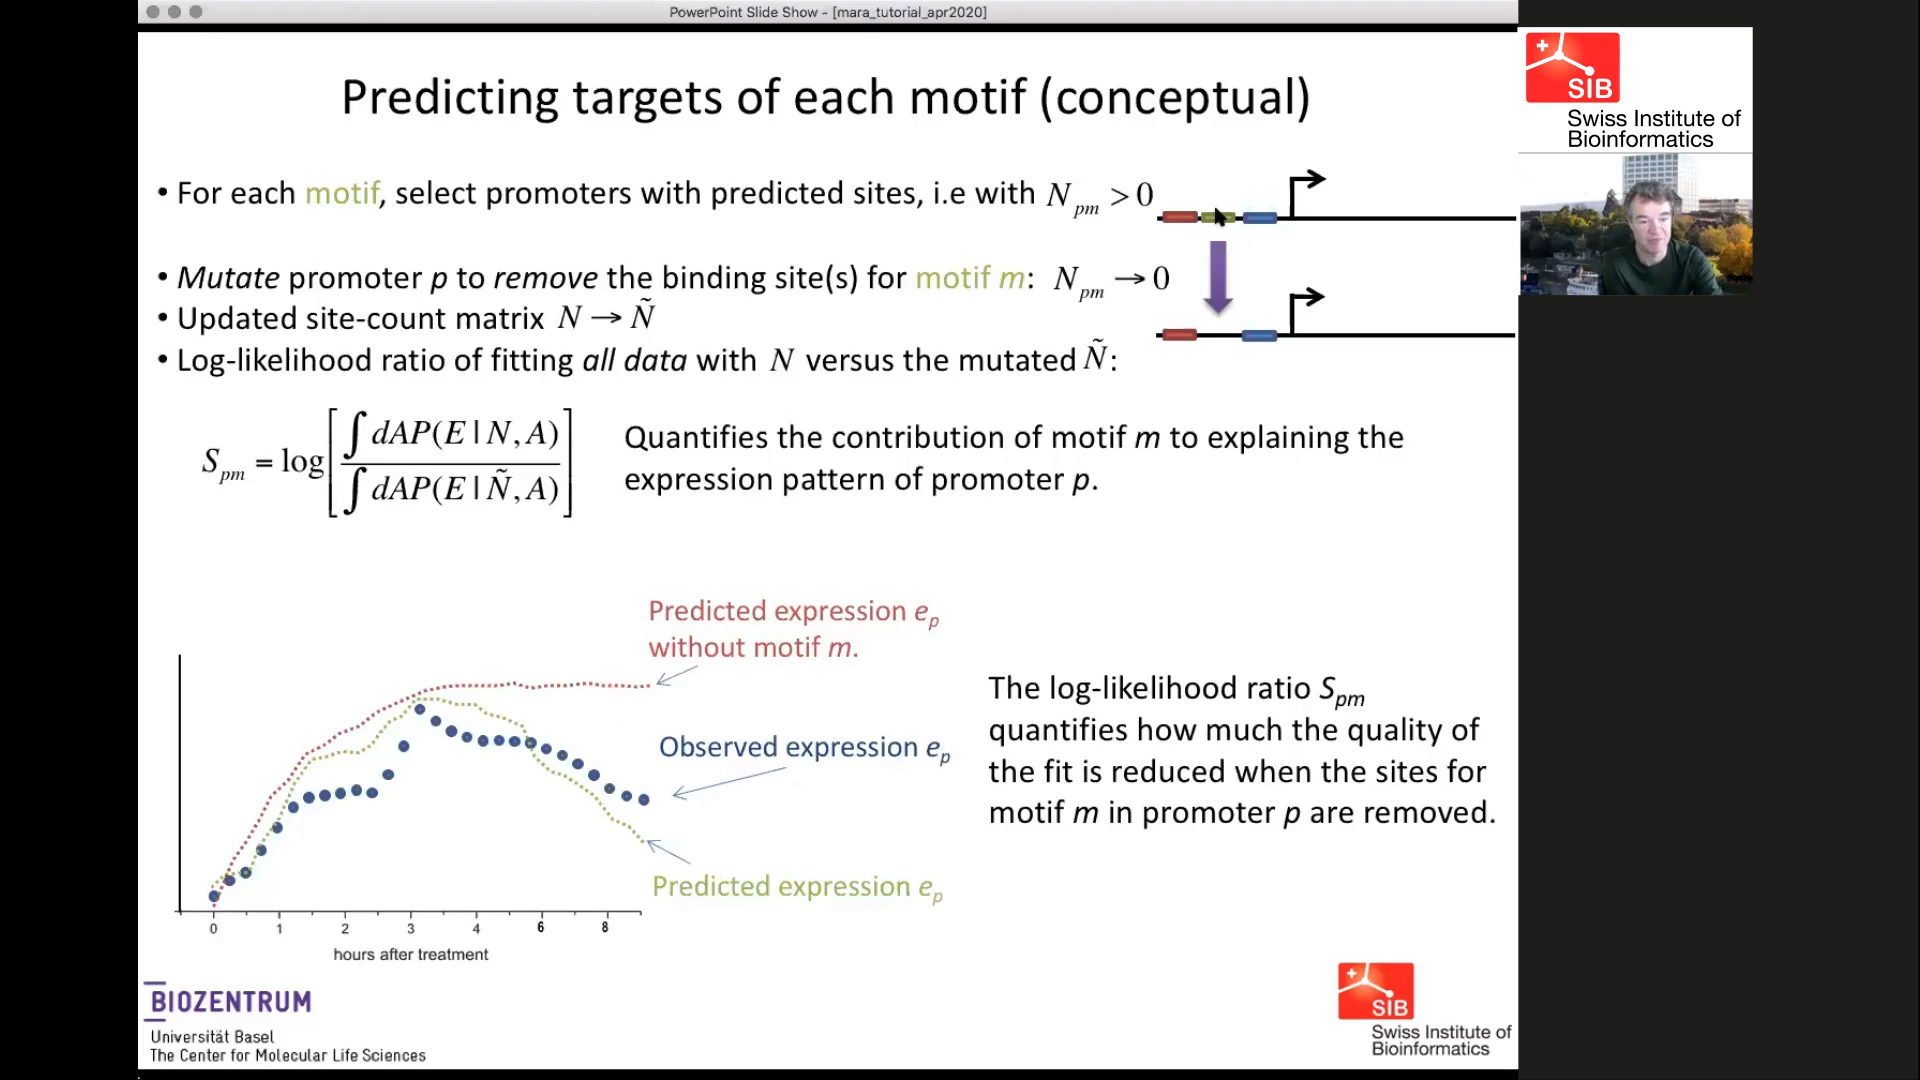 PowerPoint Slide Show - [mara_tutorial_apr2020]
Predicting targets of each motif (conceptual)
• For each motif, select promoters with predicted sites, i.e with N_pm > 0
• Mutate promoter p to remove the binding site(s) for motif m: N_pm → 0
• Updated site-count matrix N → Ñ
• Log-likelihood ratio of fitting all data with N versus the mutated Ñ:
S_pm = log[∫dAP(E | N, A) / ∫dAP(E | Ñ, A)]
Quantifies the contribution of motif m to explaining the
expression pattern of promoter p.
Predicted expression e_p
without motif m.
Observed expression e_p
Predicted expression e_p
0 1 2 3 4 6 8
hours after treatment
The log-likelihood ratio S_pm
quantifies how much the quality of
the fit is reduced when the sites for
motif m in promoter p are removed.
BIOZENTRUM
Universität Basel
The Center for Molecular Life Sciences
SIB
Swiss Institute of
Bioinformatics
SIB
Swiss Institute of
Bioinformatics